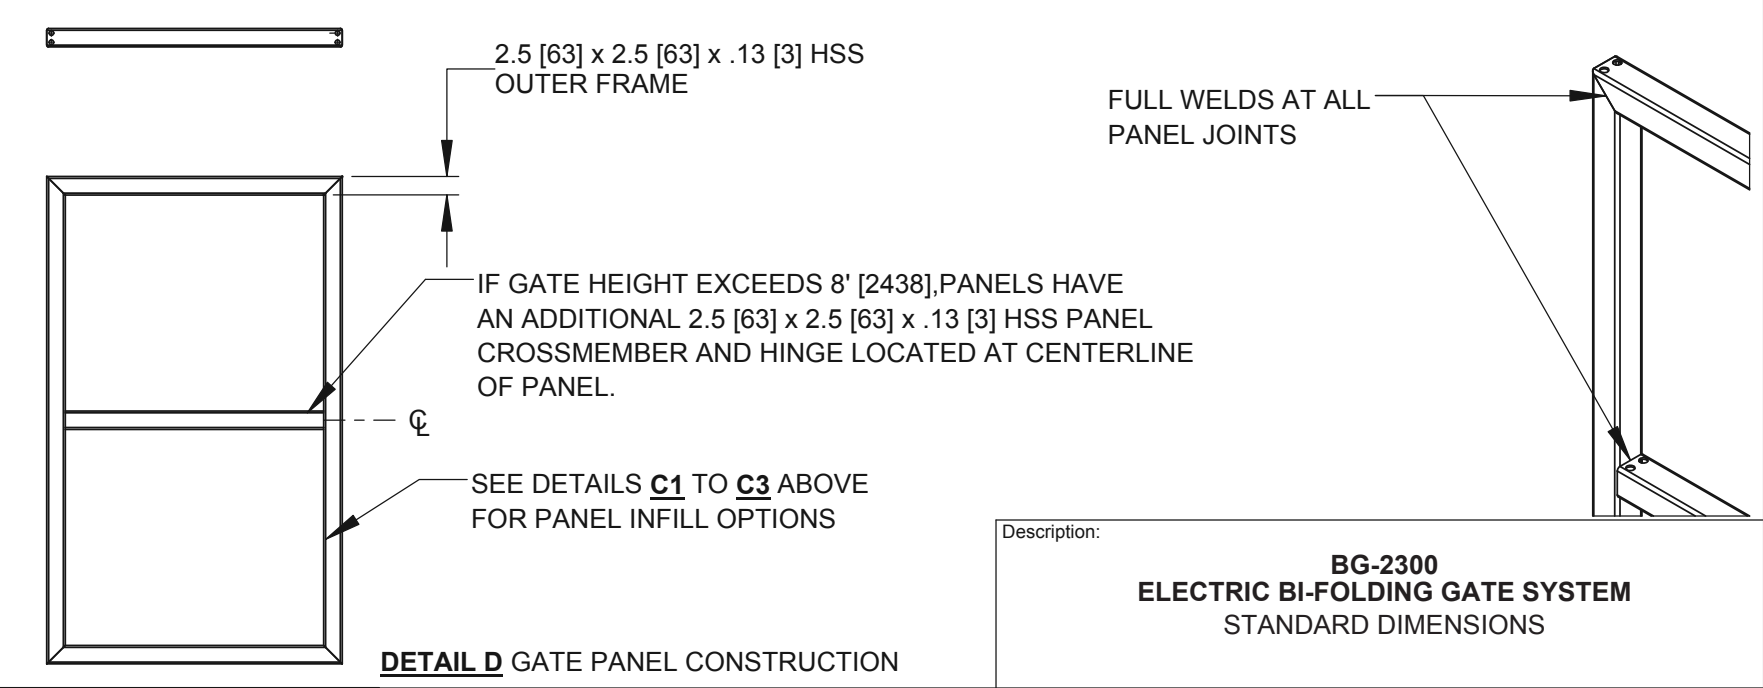 2.5 [63] x 2.5 [63] x .13 [3] HSS
OUTER FRAME
FULL WELDS AT ALL
PANEL JOINTS
IF GATE HEIGHT EXCEEDS 8' [2438],PANELS HAVE
AN ADDITIONAL 2.5 [63] x 2.5 [63] x .13 [3] HSS PANEL
CROSSMEMBER AND HINGE LOCATED AT CENTERLINE
OF PANEL.
℄
SEE DETAILS C1 TO C3 ABOVE
FOR PANEL INFILL OPTIONS
DETAIL D GATE PANEL CONSTRUCTION
Description:
BG-2300
ELECTRIC BI-FOLDING GATE SYSTEM
STANDARD DIMENSIONS